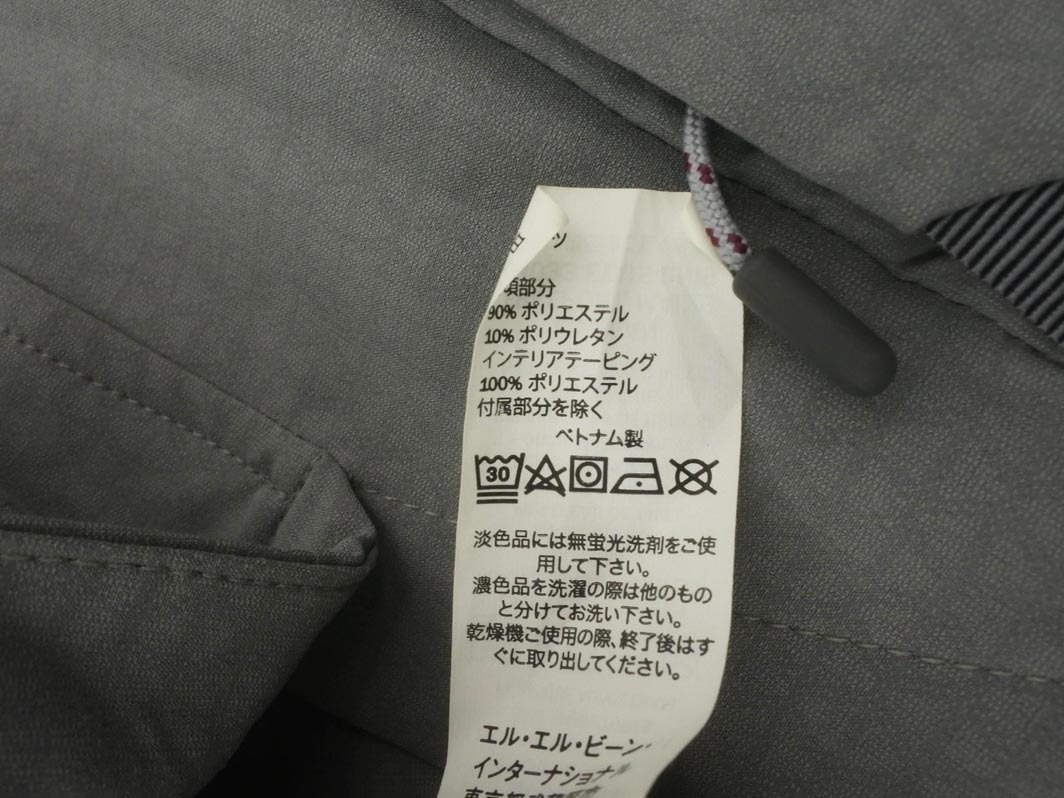 ツ
頃部分
90% ポリエステル
10% ポリウレタン
インテリアテーピング
100% ポリエステル
付属部分を除く
ベトナム製
30
淡色品には無蛍光洗剤をご使
用して下さい。
濃色品を洗濯の際は他のもの
と分けてお洗い下さい。
乾燥機ご使用の際、終了後はす
ぐに取り出してください。
エル・エル・ビーン・
インターナショナル
東京都